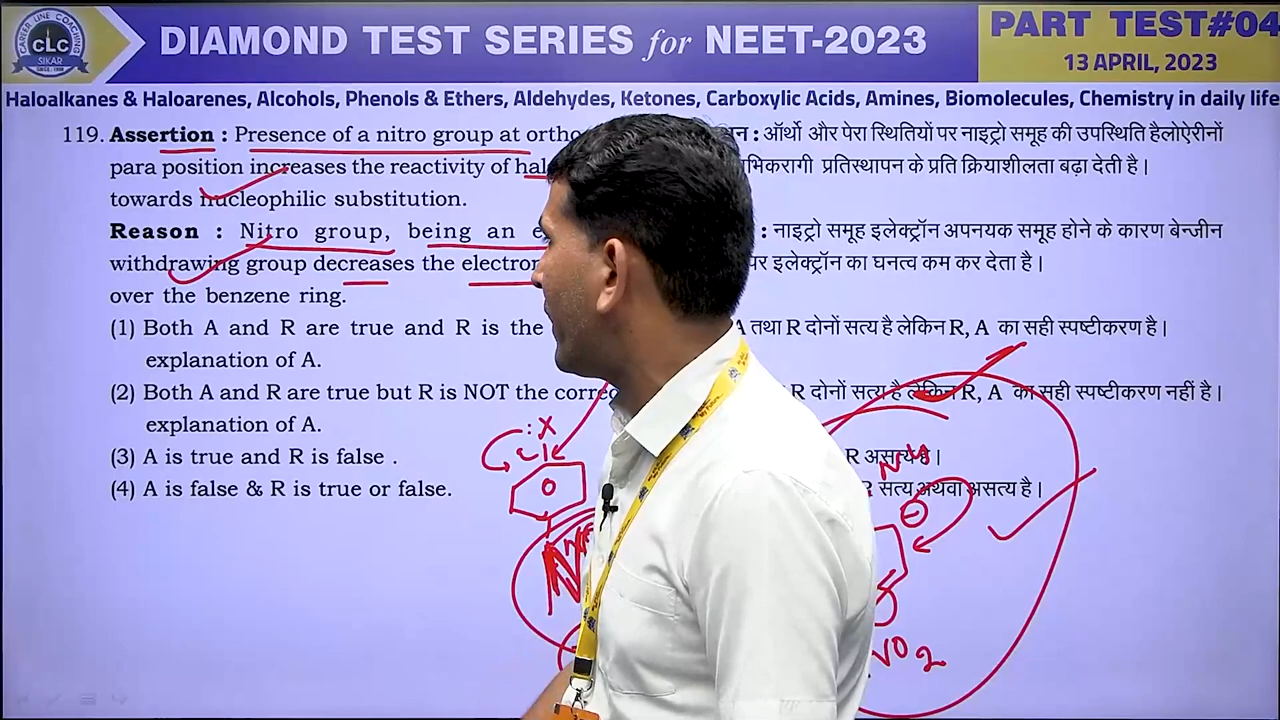 CAREER LINE COACHING
CLC
SIKAR
DIAMOND TEST SERIES for NEET-2023
PART TEST#04
13 APRIL, 2023
Haloalkanes & Haloarenes, Alcohols, Phenols & Ethers, Aldehydes, Ketones, Carboxylic Acids, Amines, Biomolecules, Chemistry in daily life
119. Assertion : Presence of a nitro group at ortho
para position increases the reactivity of
towards nucleophilic substitution.
Reason : Nitro group, being an
withdrawing group decreases the
over the benzene ring.
(1) Both A and R are true and R is the
explanation of A.
(2) Both A and R are true but R is NOT the
explanation of A.
(3) A is true and R is false .
(4) A is false & R is true or false.
: ऑर्थो और पेरा स्थितियों पर नाइट्रो समूह की उपस्थिति हैलोऐरीनों
प्रतिस्थापन के प्रति क्रियाशीलता बढ़ा देती है।
: नाइट्रो समूह इलेक्ट्रॉन अपनयक समूह होने के कारण बेन्जीन
पर इलेक्ट्रॉन का घनत्व कम कर देता है।
A तथा R दोनों सत्य है लेकिन R, A का सही स्पष्टीकरण है।
R दोनों सत्य है लेकिन R, A का सही स्पष्टीकरण नहीं है।
R असत्य है।
R सत्य अथवा असत्य है।
: X
NO2